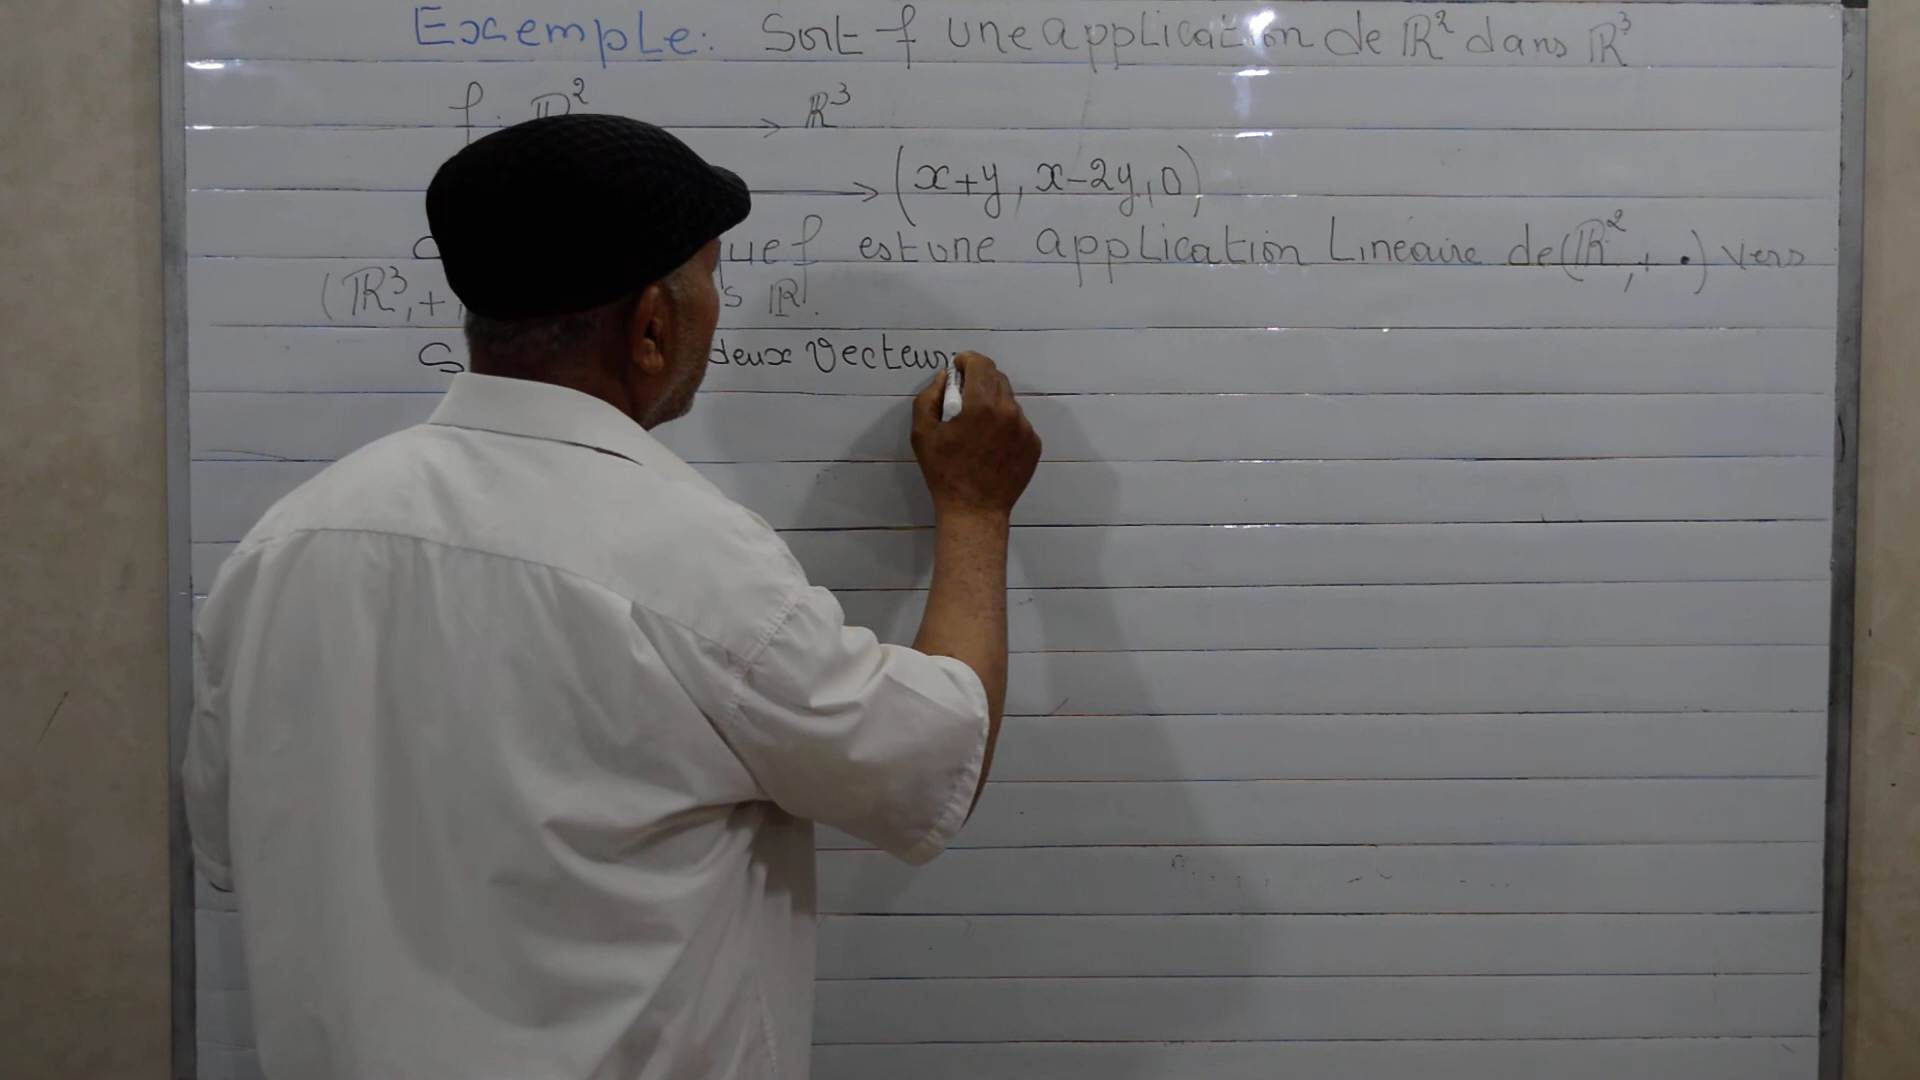 Exemple: Soit f une application de ℝ² dans ℝ³
f: ℝ² → ℝ³
→ (x+y, x-2y, 0)
que f est une application Linéaire de (ℝ², + .) vers
(ℝ³, + ℝ.
deux Vecteurs